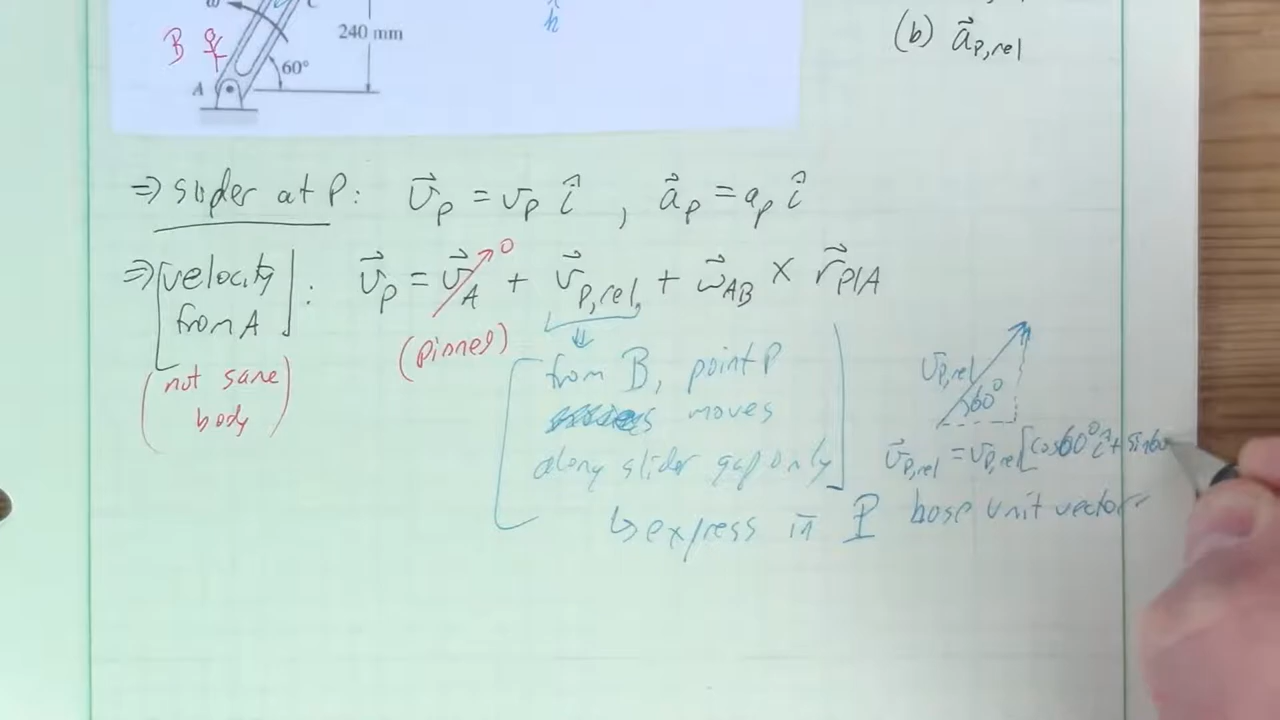 ω C
B 240 mm ĥ
60°
A
(b) a⃗P,rel
⇒ slider at P: v⃗P = vP î , a⃗P = aP î
⇒ [velocity from A]: v⃗P = v⃗A 0 + v⃗P,rel + ω⃗AB × r⃗P/A
(pinned)
(not same
body)
⇓
[from B, point P
moves
along slider gap only]
↳ express in I base unit vectors
vP,rel
60°
v⃗P,rel = vP,rel [cos60° î + sin60